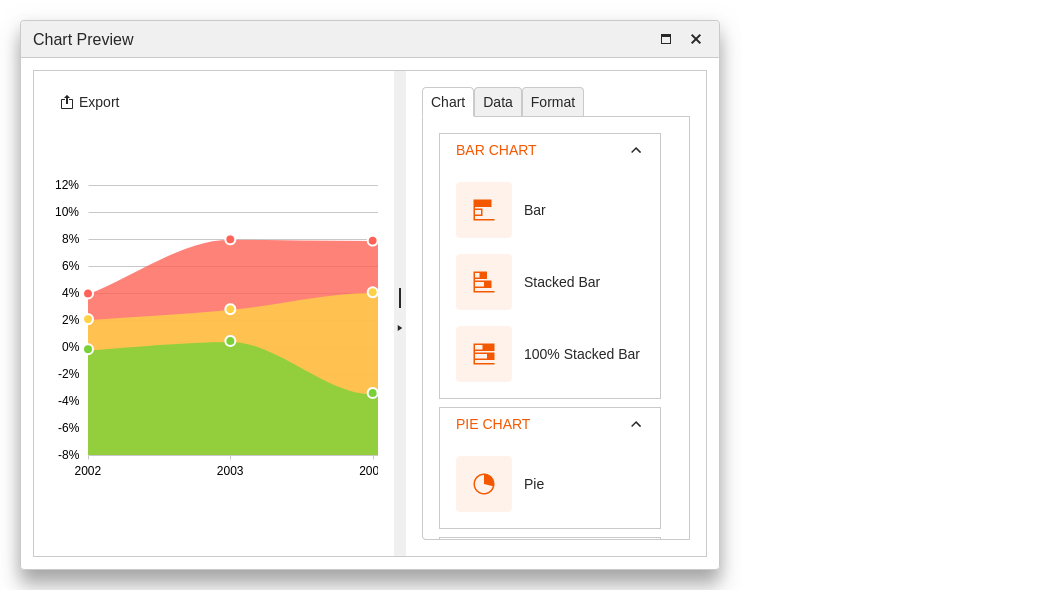 Chart Preview
Export
Chart Data Format
BAR CHART
Bar
Stacked Bar
100% Stacked Bar
PIE CHART
Pie
12%
10%
8%
6%
4%
2%
0%
-2%
-4%
-6%
-8%
2002 2003 200